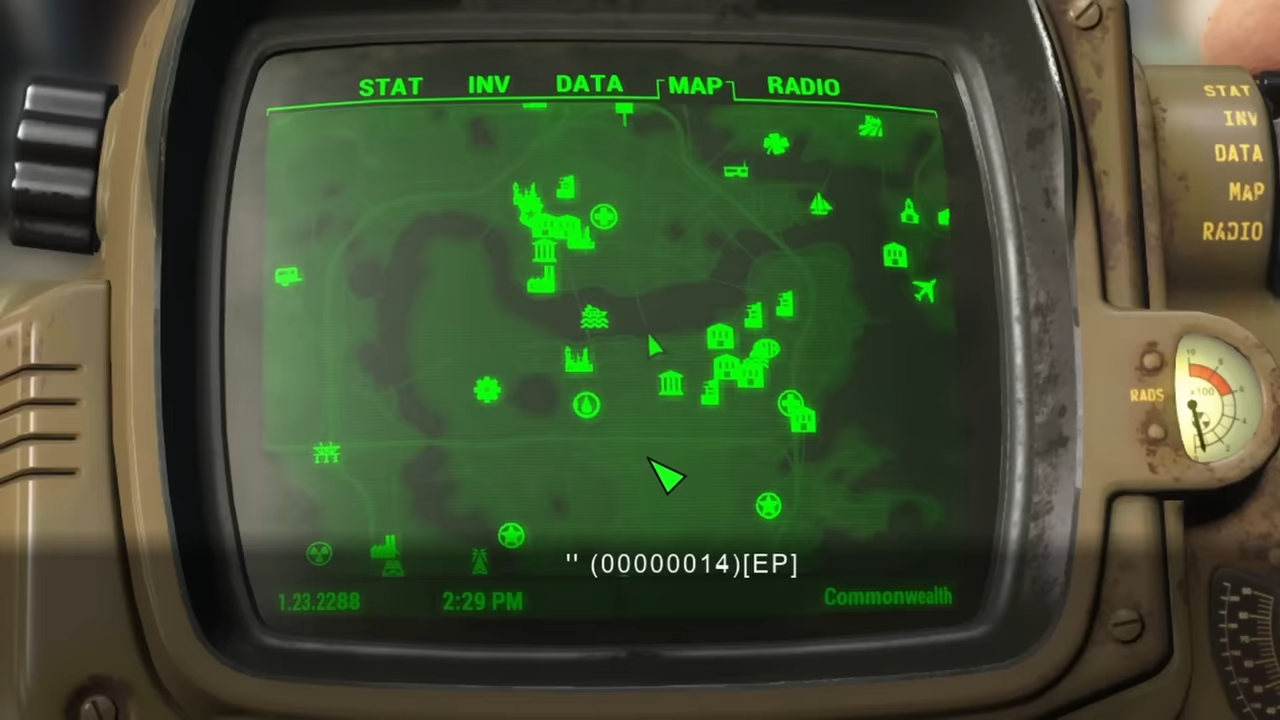 STAT INV DATA MAP RADIO
STAT
INV
DATA
MAP
RADIO
RADS
x100
'' (00000014)[EP]
1.23.2288 2:29 PM Commonwealth